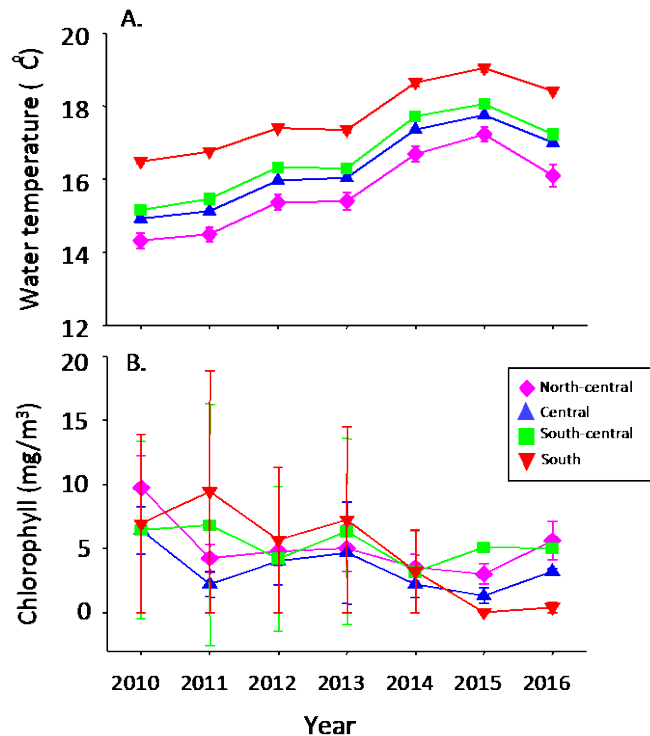 A.
Water temperature ( C̊)
20
18
16
14
12
B.
Chlorophyll (mg/m³)
20
15
10
5
0
North-central
Central
South-central
South
2010 2011 2012 2013 2014 2015 2016
Year